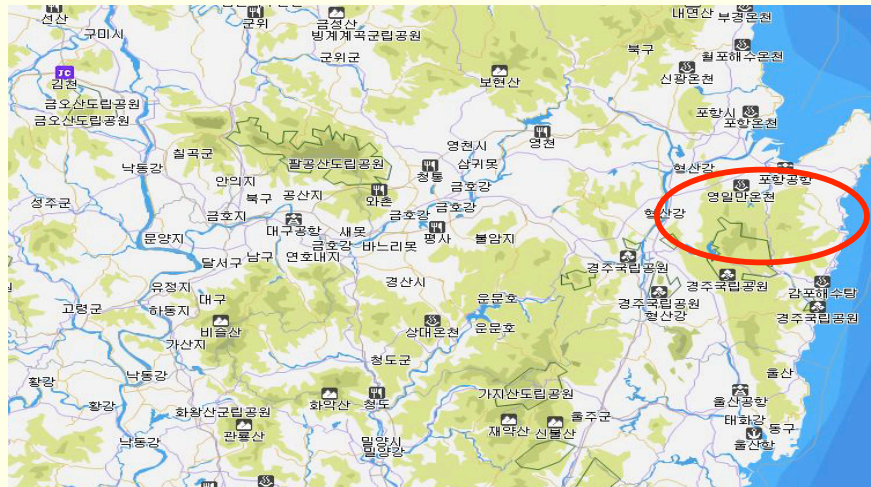 선산
군위
금성산
빙계계곡군립공원
내연산
부경온천
구미시
군위군
북구
월포해수온천
JC
김천
보현산
신광온천
금오산도립공원
금오산도립공원
포항시
포항온천
영천시
영천
낙동강
칠곡군
팔공산도립공원
청통
삼귀못
형산강
포항공항
안의지
금호강
영일만온천
성주군
북구
공산지
와촌
금호강
금호강
형산강
금호지
대구공항
새못
평사
불암지
문양지
금호강
바느리못
달서구
남구
연호내지
경주국립공원
경산시
경주국립공원
감포해수탕
유정지
대구
운문호
고령군
하동지
경주국립공원
형산강
경주국립공원
비슬산
상대온천
운문호
가산지
청도군
울산
황강
낙동강
가지산도립공원
화악산
청도
울산공항
황강
화왕산군립공원
울주군
태화강
관룡산
재약산
신불산
동구
낙동강
밀양시
밀양강
울산항